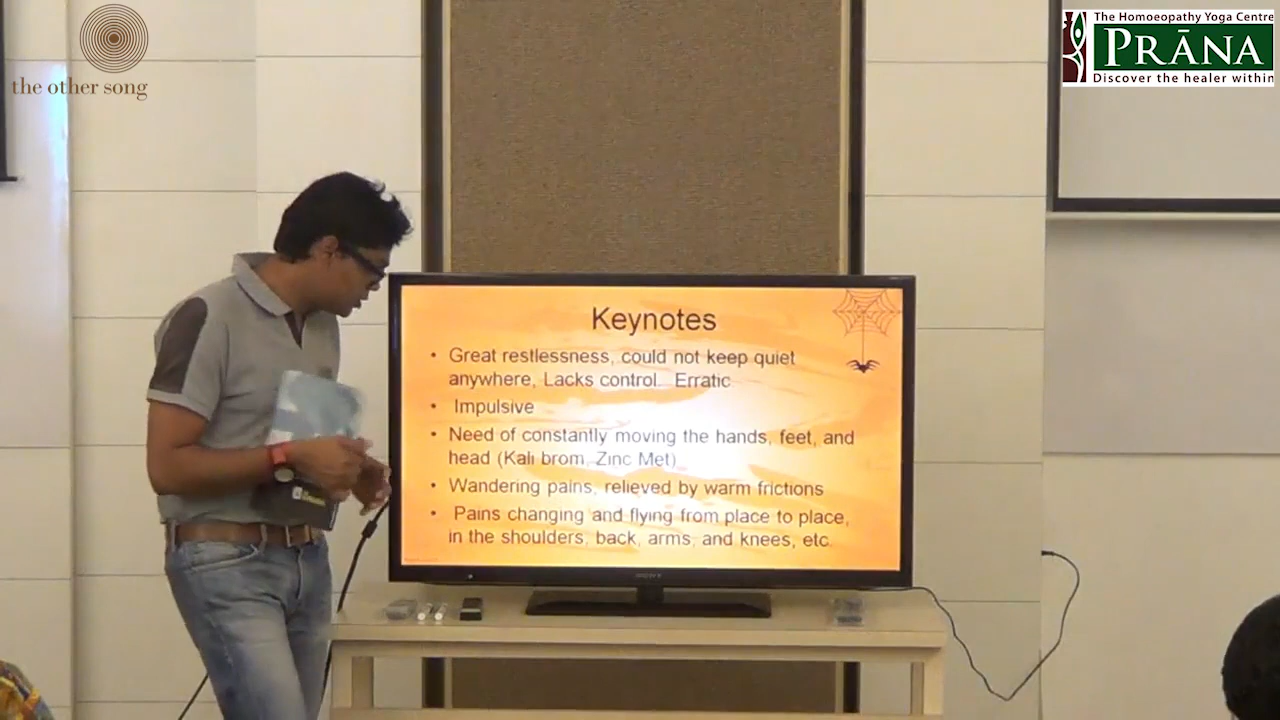 the other song
The Homoeopathy Yoga Centre
PRĀNA
Discover the healer within
Keynotes
• Great restlessness, could not keep quiet
anywhere, Lacks control. Erratic
• Impulsive
• Need of constantly moving the hands, feet, and
head (Kali brom, Zinc Met)
• Wandering pains, relieved by warm frictions
• Pains changing and flying from place to place,
in the shoulders, back, arms, and knees, etc.
SONY